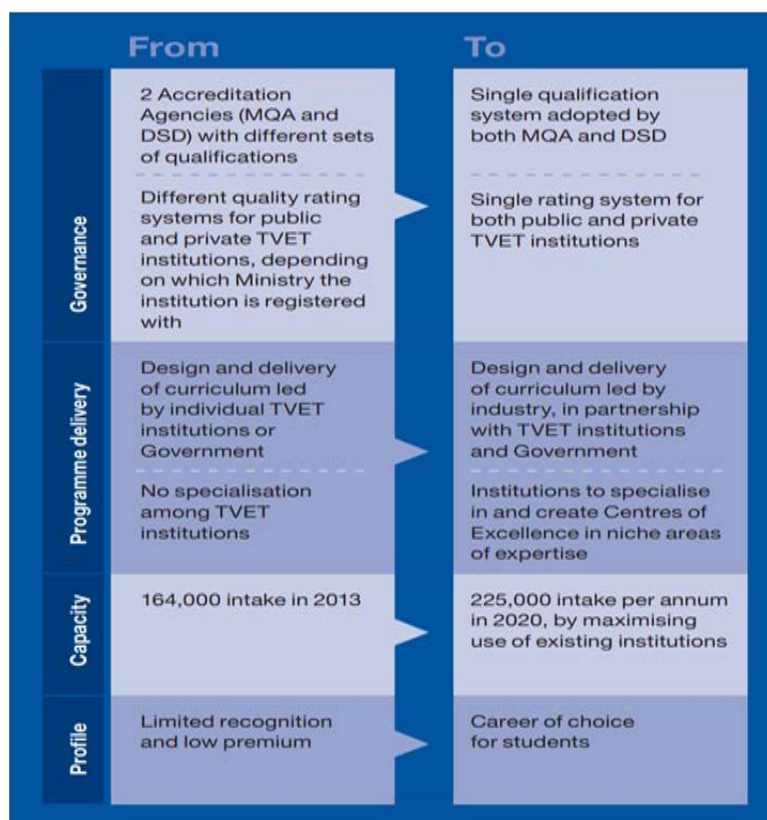 From
To
Governance
2 Accreditation
Agencies (MQA and
DSD) with different sets
of qualifications
Single qualification
system adopted by
both MQA and DSD
Different quality rating
systems for public
and private TVET
institutions, depending
on which Ministry the
institution is registered
with
Single rating system for
both public and private
TVET institutions
Programme delivery
Design and delivery
of curriculum led
by individual TVET
institutions or
Government
Design and delivery
of curriculum led by
industry, in partnership
with TVET institutions
and Government
No specialisation
among TVET
institutions
Institutions to specialise
in and create Centres of
Excellence in niche areas
of expertise
Capacity
164,000 intake in 2013
225,000 intake per annum
in 2020, by maximising
use of existing institutions
Profile
Limited recognition
and low premium
Career of choice
for students